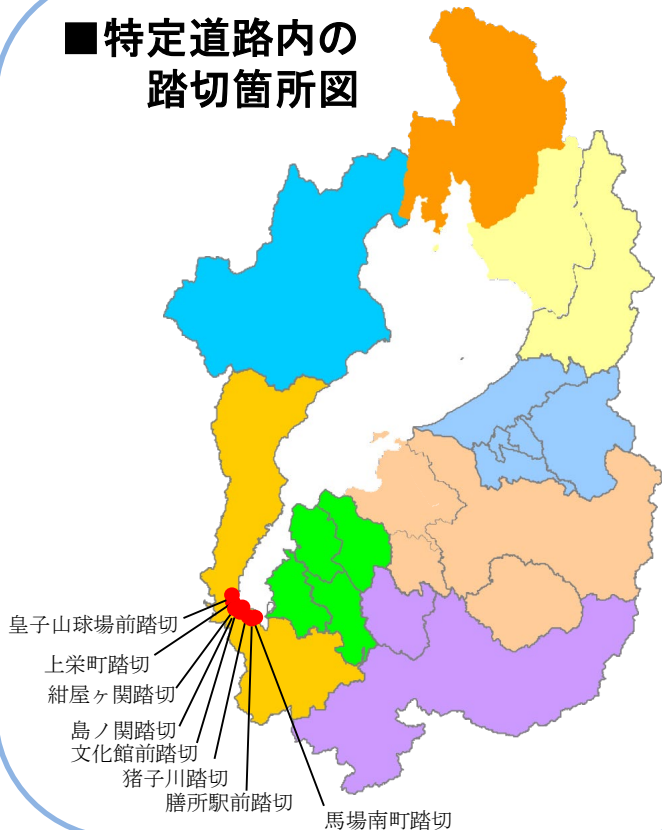 ■特定道路内の
踏切箇所図
皇子山球場前踏切
上栄町踏切
紺屋ヶ関踏切
島ノ関踏切
文化館前踏切
猪子川踏切
膳所駅前踏切
馬場南町踏切